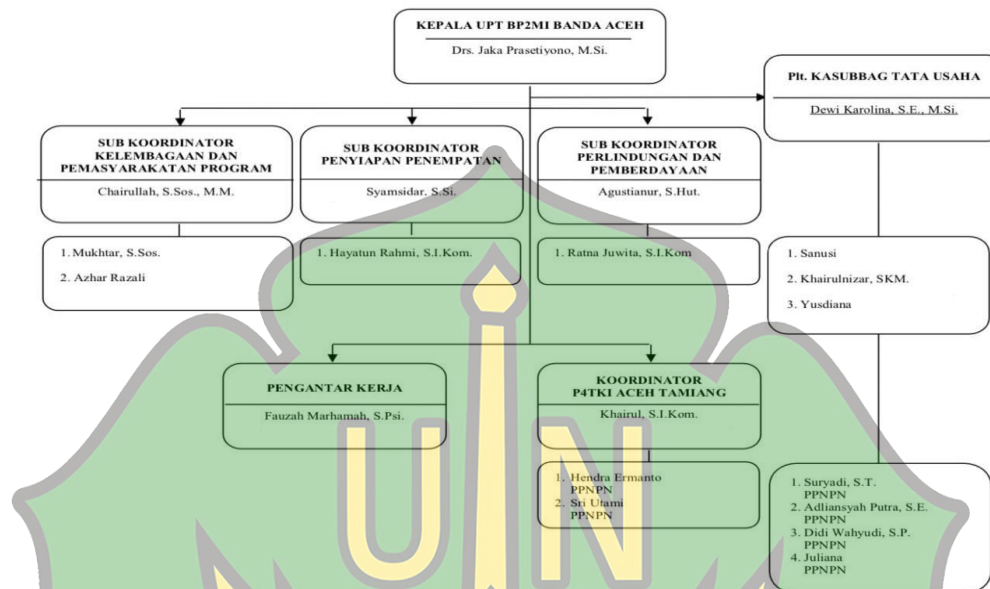 KEPALA UPT BP2MI BANDA ACEH
Drs. Jaka Prasetiyono, M.Si.
Plt. KASUBBAG TATA USAHA
Dewi Karolina, S.E., M.Si.
SUB KOORDINATOR
KELEMBAGAAN DAN
PEMASYARAKATAN PROGRAM
Chairullah, S.Sos., M.M.
SUB KOORDINATOR
PENYIAPAN PENEMPATAN
Syamsidar, S.Si.
SUB KOORDINATOR
PERLINDUNGAN DAN
PEMBERDAYAAN
Agustianur, S.Hut.
1. Mukhtar, S.Sos.
2. Azhar Razali
1. Hayatun Rahmi, S.I.Kom.
1. Ratna Juwita, S.I.Kom
1. Sanusi
2. Khairulnizar, SKM.
3. Yusdiana
PENGANTAR KERJA
Fauzah Marhamah, S.Psi.
KOORDINATOR
P4TKI ACEH TAMIANG
Khairul, S.I.Kom.
1. Hendra Ermanto
PPNPN
2. Sri Utami
PPNPN
1. Suryadi, S.T.
PPNPN
2. Adliansyah Putra, S.E.
PPNPN
3. Didi Wahyudi, S.P.
PPNPN
4. Juliana
PPNPN
UIN